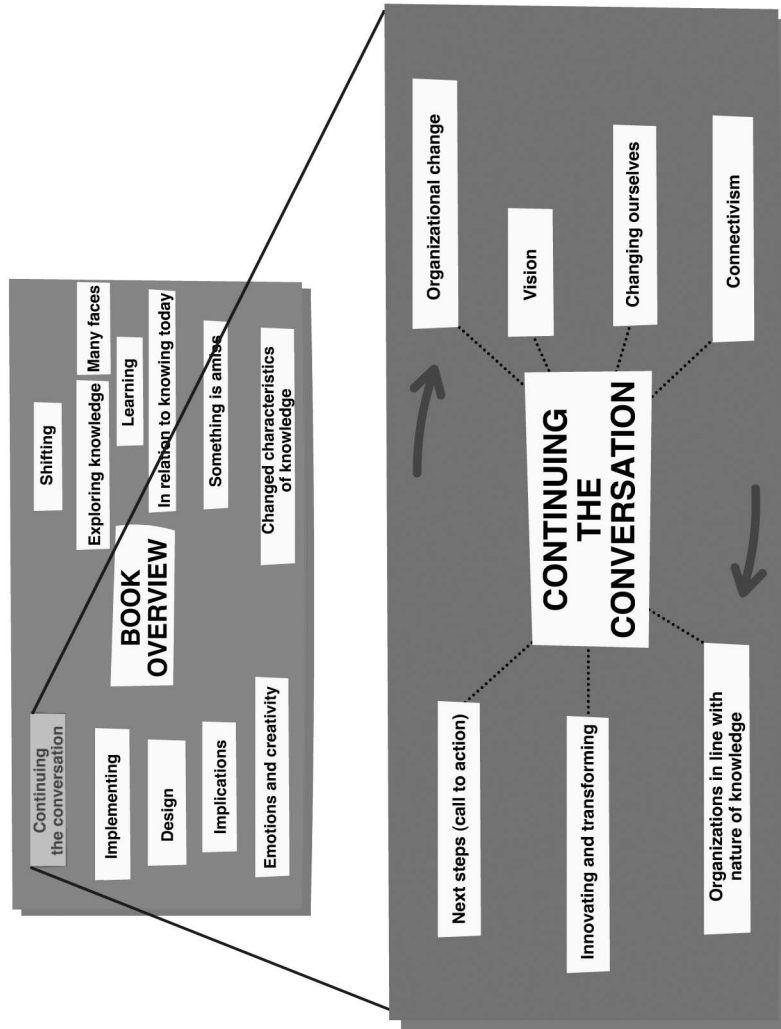 Shifting
Exploring knowledge
Many faces
Learning
In relation to knowing today
Something is amiss
Changed characteristics
of knowledge
BOOK
OVERVIEW
Continuing
the conversation
Implementing
Design
Implications
Emotions and creativity
CONTINUING
THE
CONVERSATION
Organizational change
Vision
Changing ourselves
Connectivism
Next steps (call to action)
Innovating and transforming
Organizations in line with
nature of knowledge